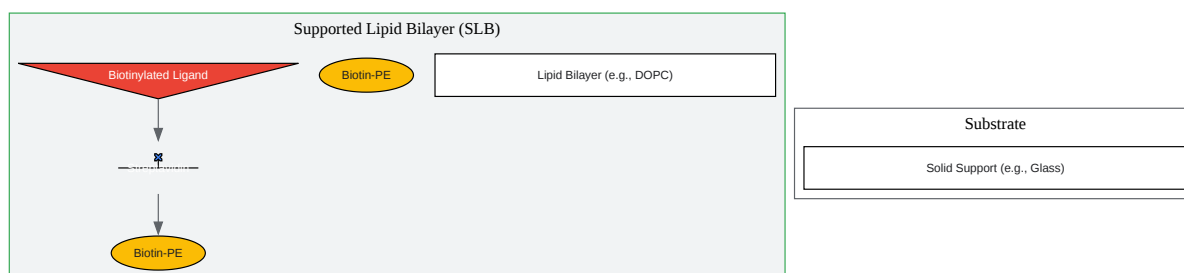 Supported Lipid Bilayer (SLB)
Biotinylated Ligand
Biotin-PE
Lipid Bilayer (e.g., DOPC)
Substrate
Solid Support (e.g., Glass)
Biotin-PE